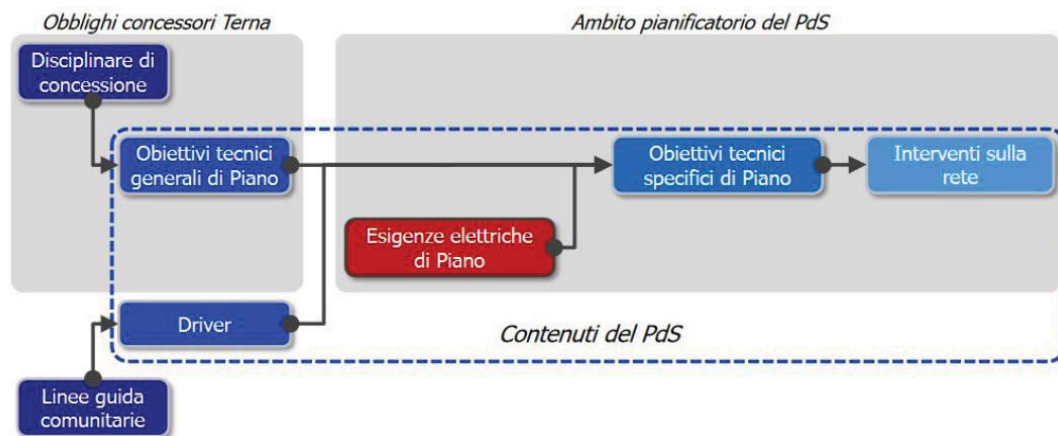 Obblighi concessori Terna
Ambito pianificatorio del PdS
Disciplinare di
concessione
Obiettivi tecnici
generali di Piano
Obiettivi tecnici
specifici di Piano
Interventi sulla
rete
Esigenze elettriche
di Piano
Driver
Contenuti del PdS
Linee guida
comunitarie